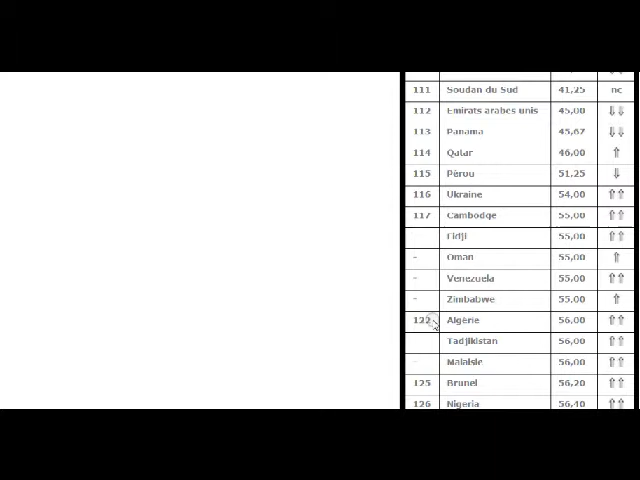 111 Soudan du Sud 41,25 nc
112 Emirats arabes unis 45,00 ⇓⇓
113 Panama 45,67 ⇓⇓
114 Qatar 46,00 ⇑
115 Pérou 51,25 ⇓
116 Ukraine 54,00 ⇑⇑
117 Cambodge 55,00 ⇑⇑
Fidji 55,00 ⇑⇑
- Oman 55,00 ⇑
- Venezuela 55,00 ⇑⇑
- Zimbabwe 55,00 ⇑
122 Algérie 56,00 ⇑⇑
Tadjikistan 56,00 ⇑⇑
- Malaisie 56,00 ⇑⇑
125 Brunei 56,20 ⇑⇑
126 Nigeria 56,40 ⇑⇑